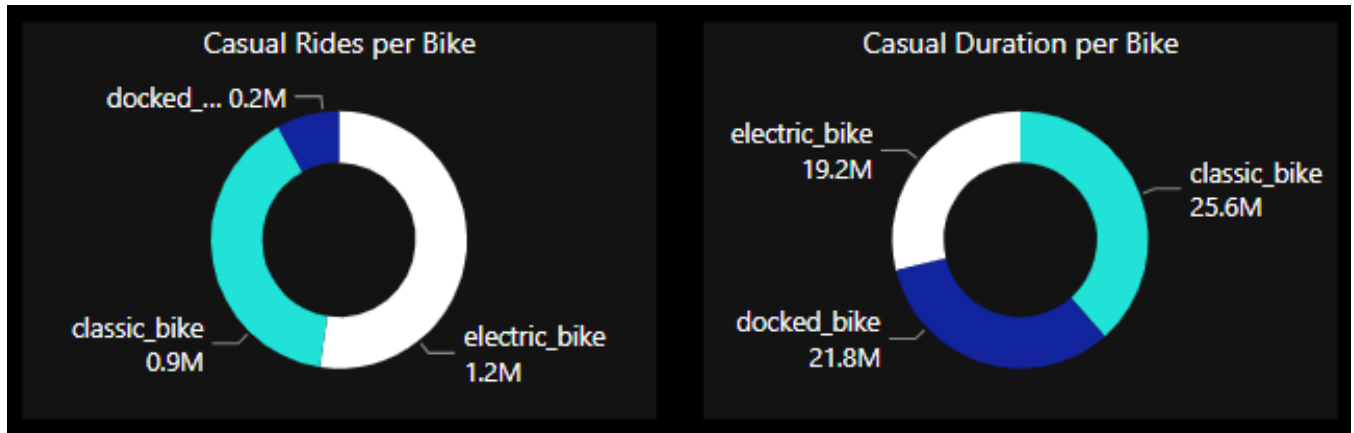 Casual Rides per Bike
docked_... 0.2M
classic_bike
0.9M
electric_bike
1.2M
Casual Duration per Bike
electric_bike
19.2M
classic_bike
25.6M
docked_bike
21.8M